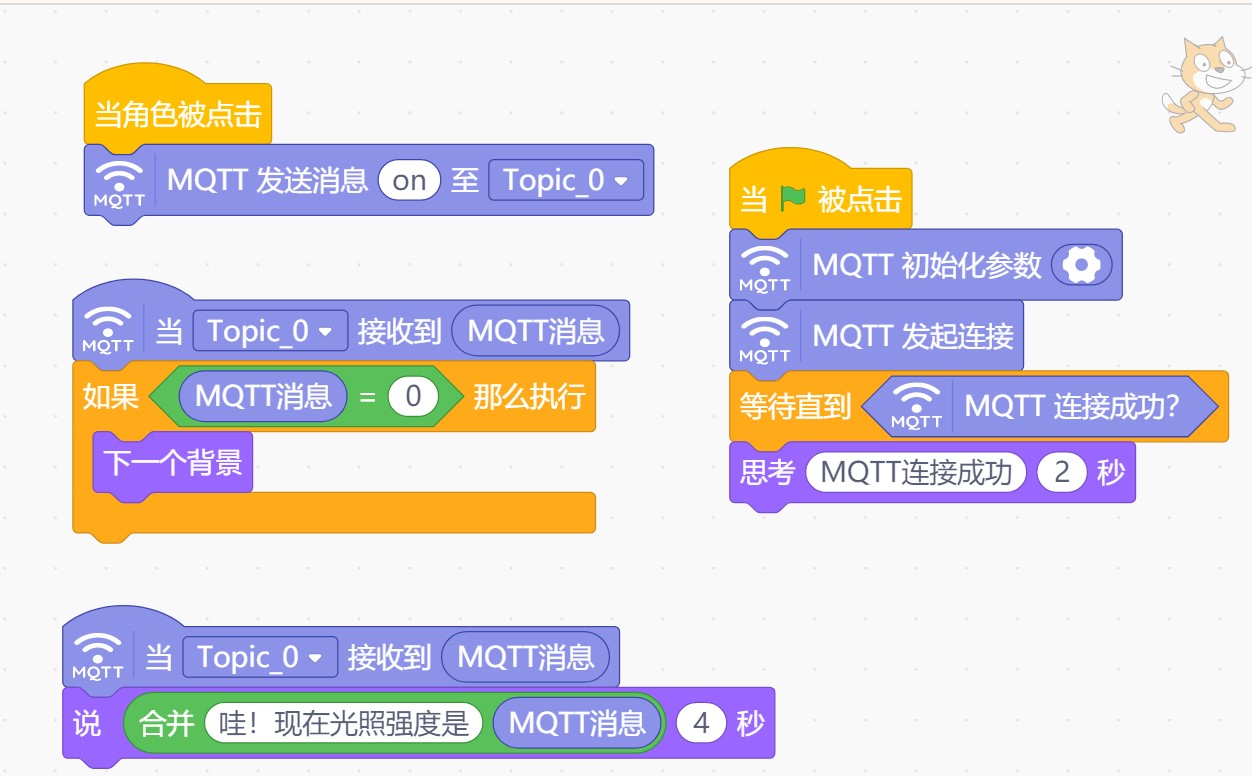 当角色被点击
MQTT MQTT 发送消息 on 至 Topic_0
MQTT 当 Topic_0 接收到 MQTT消息
如果 MQTT消息 = 0 那么执行
下一个背景
MQTT 当 Topic_0 接收到 MQTT消息
说 合并 哇！现在光照强度是 MQTT消息 4 秒
当 被点击
MQTT MQTT 初始化参数
MQTT MQTT 发起连接
等待直到 MQTT MQTT 连接成功?
思考 MQTT连接成功 2 秒